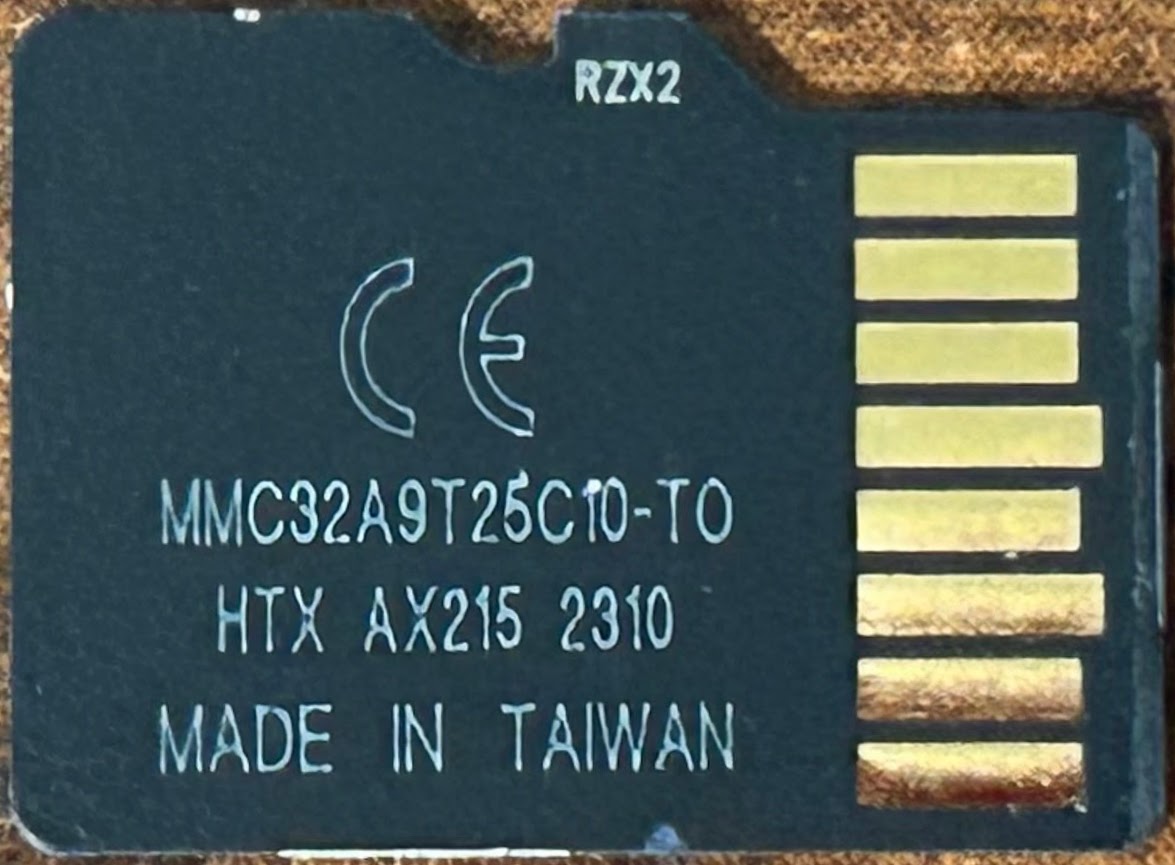 RZX2
CE
MMC32A9T25C10-TO
HTX AX215 2310
MADE IN TAIWAN